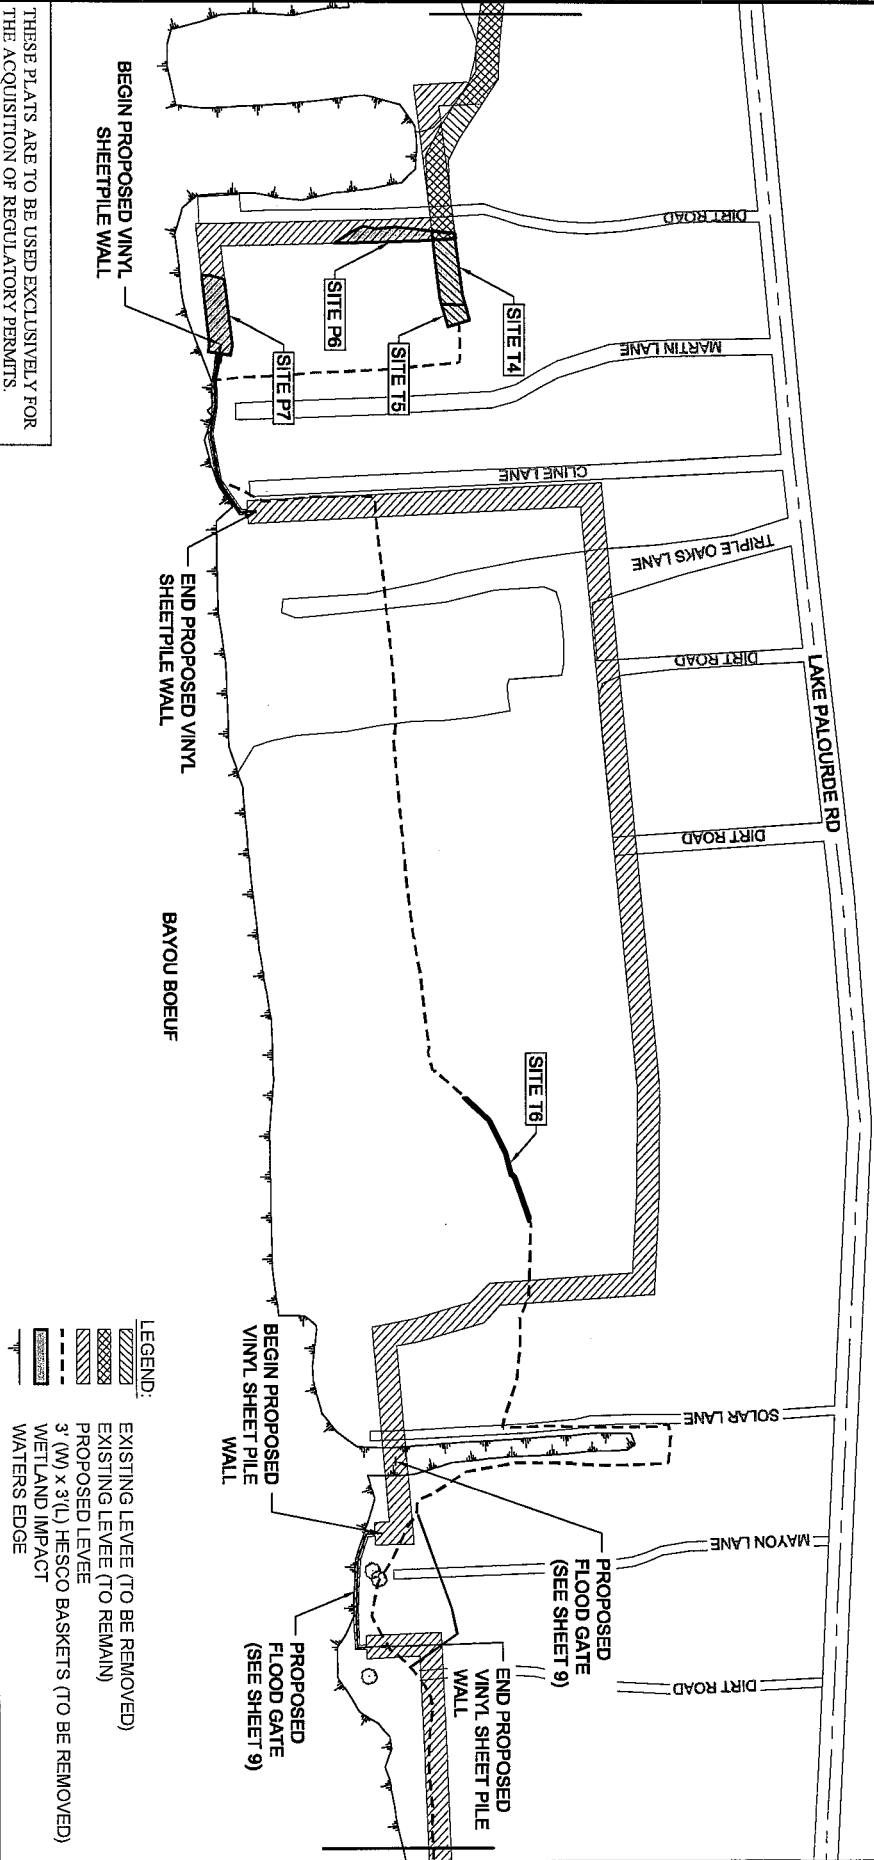 THESE PLATS ARE TO BE USED EXCLUSIVELY FOR
THE ACQUISITION OF REGULATORY PERMITS.
BEGIN PROPOSED VINYL
SHEETPILE WALL
DIRT ROAD
SITE P6
SITE T4
SITE T5
SITE P7
MARTIN LANE
CLINE LANE
END PROPOSED VINYL
SHEETPILE WALL
TRIPLE OAKS LANE
DIRT ROAD
LAKE PALOURDE RD
DIRT ROAD
BAYOU BOEUF
SITE T6
BEGIN PROPOSED
VINYL SHEET PILE
WALL
SOLAR LANE
MAYON LANE
PROPOSED
FLOOD GATE
(SEE SHEET 9)
END PROPOSED
VINYL SHEET PILE
WALL
PROPOSED
FLOOD GATE
(SEE SHEET 9)
DIRT ROAD
LEGEND:
EXISTING LEVEE (TO BE REMOVED)
EXISTING LEVEE (TO REMAIN)
PROPOSED LEVEE
3' (W) x 3'(L) HESCO BASKETS (TO BE REMOVED)
WETLAND IMPACT
WATERS EDGE